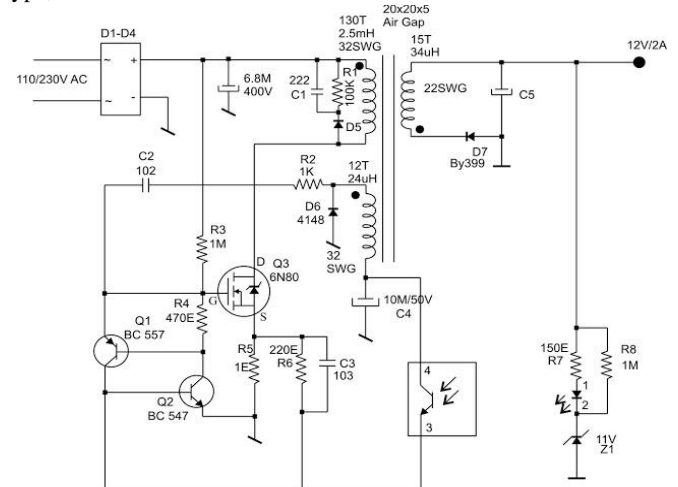 20x20x5
Air Gap
130T
2.5mH
32SWG
15T
34uH
D1-D4
12V/2A
~
+
~
-
110/230V AC
6.8M
400V
222
C1
R1
100K
22SWG
C5
D5
D7
By399
C2
102
R2
1K
12T
24uH
D6
4148
32
SWG
R3
1M
D
Q3
6N80
G
S
R4
470E
10M/50V
C4
Q1
BC 557
R5
1E
220E
R6
C3
103
4
3
150E
R7
R8
1M
1
2
Q2
BC 547
11V
Z1